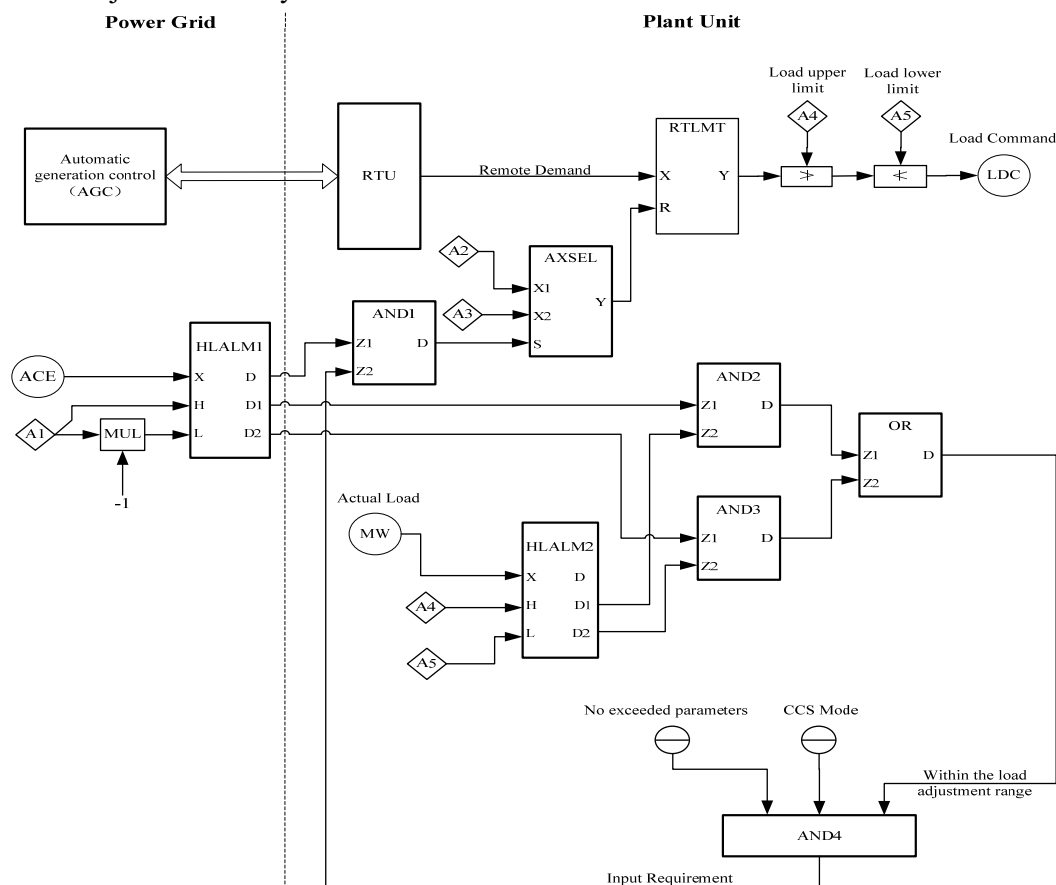 Power Grid
Plant Unit
Load upper
limit
Load lower
limit
A4
A5
Load Command
LDC
RTLMT
X
Y
R
Automatic
generation control
(AGC)
RTU
Remote Demand
A2
A3
AXSEL
X1
X2
Y
S
AND1
Z1
D
Z2
HLALM1
ACE
X
D
H
D1
L
D2
A1
MUL
-1
AND2
Z1
D
Z2
OR
Z1
D
Z2
AND3
Z1
D
Z2
Actual Load
MW
HLALM2
X
D
H
D1
L
D2
A4
A5
No exceeded parameters
CCS Mode
Within the load
adjustment range
AND4
Input Requirement